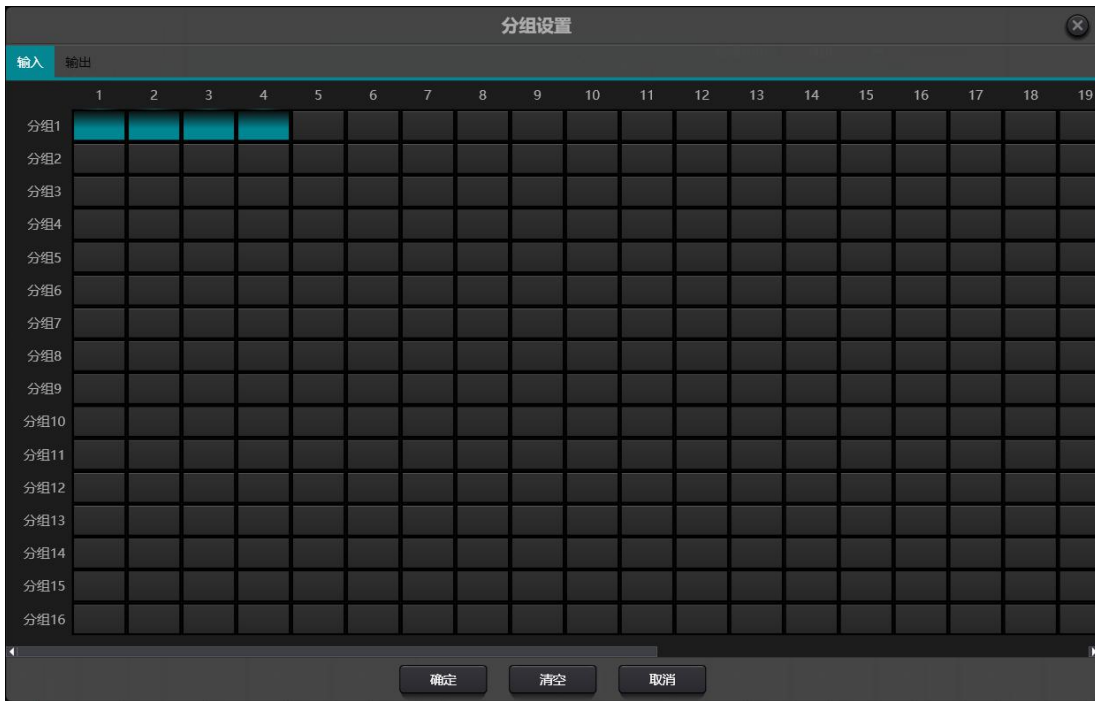 分组设置
输入 输出
1 2 3 4 5 6 7 8 9 10 11 12 13 14 15 16 17 18 19
分组1
分组2
分组3
分组4
分组5
分组6
分组7
分组8
分组9
分组10
分组11
分组12
分组13
分组14
分组15
分组16
确定 清空 取消